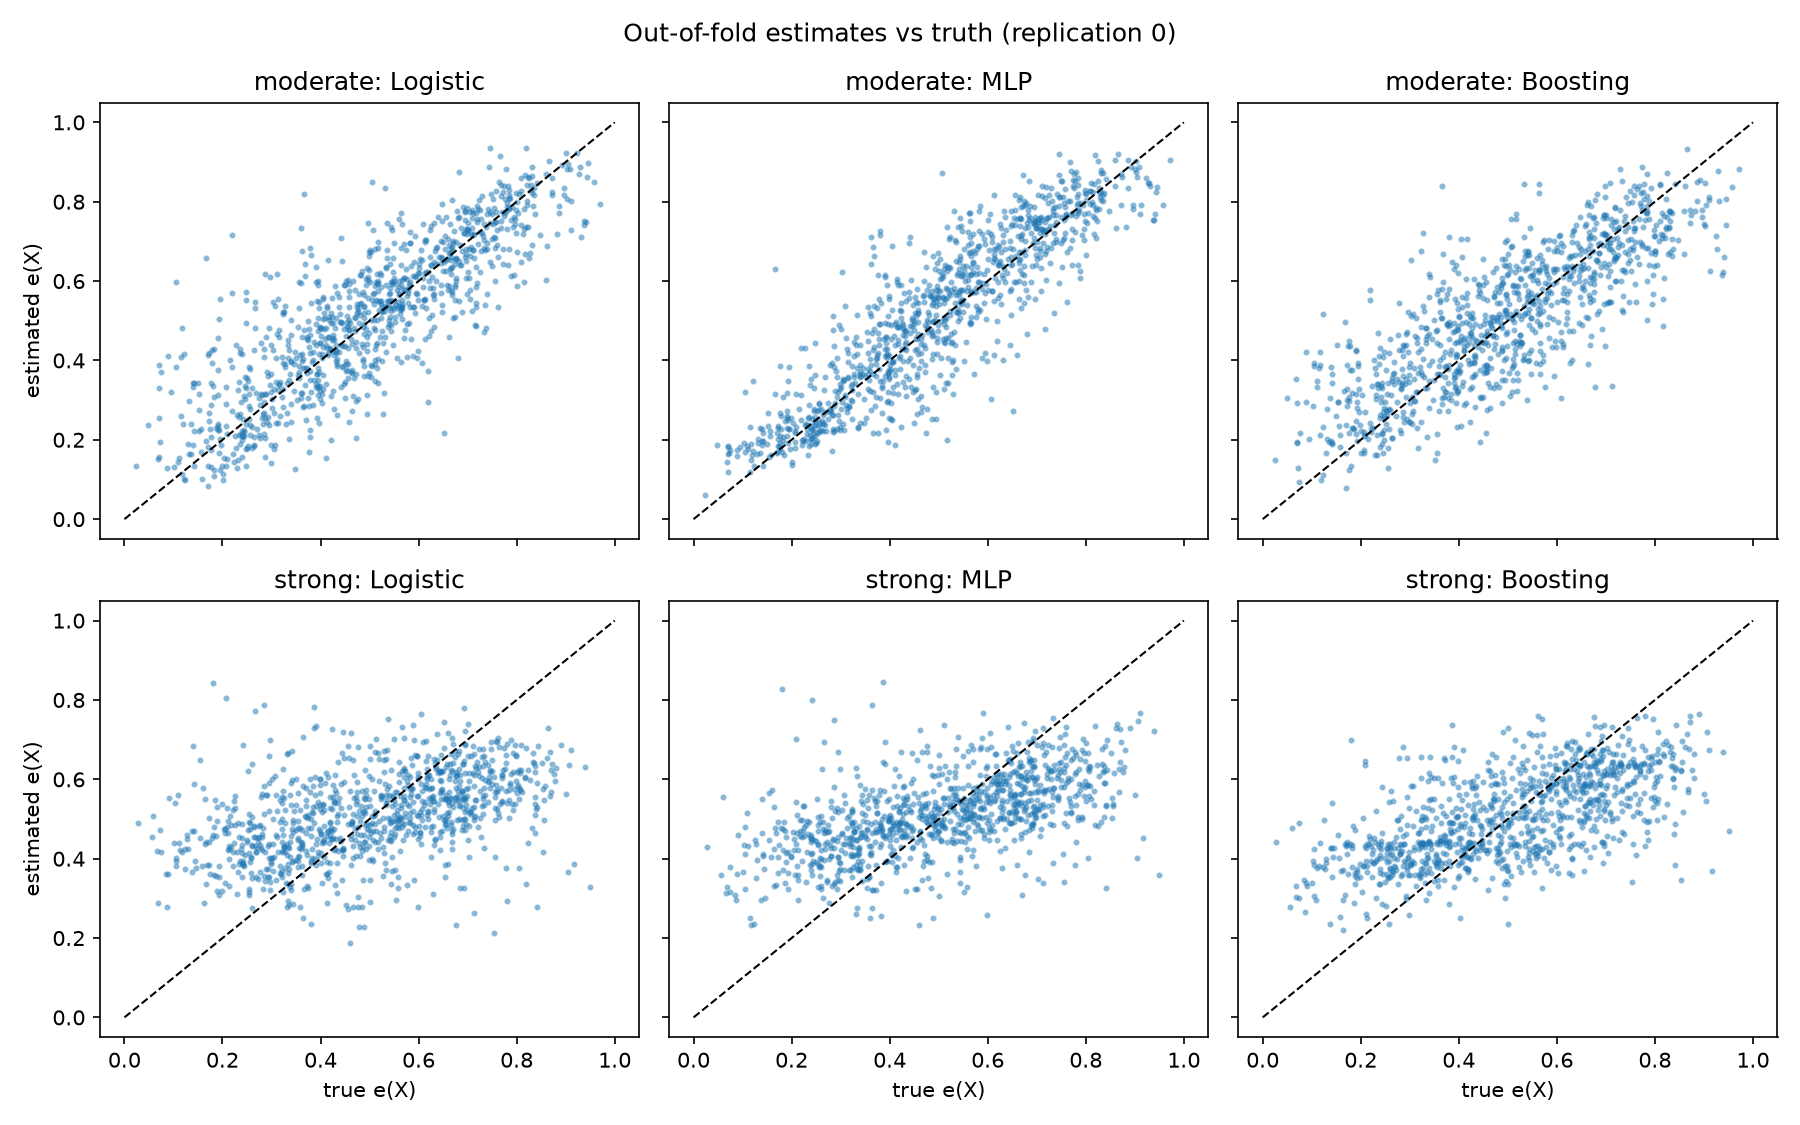 Out-of-fold estimates vs truth (replication 0)
moderate: Logistic
moderate: MLP
moderate: Boosting
estimated e(X)
1.0
0.8
0.6
0.4
0.2
0.0
strong: Logistic
strong: MLP
strong: Boosting
estimated e(X)
1.0
0.8
0.6
0.4
0.2
0.0
0.0 0.2 0.4 0.6 0.8 1.0
0.0 0.2 0.4 0.6 0.8 1.0
0.0 0.2 0.4 0.6 0.8 1.0
true e(X)
true e(X)
true e(X)